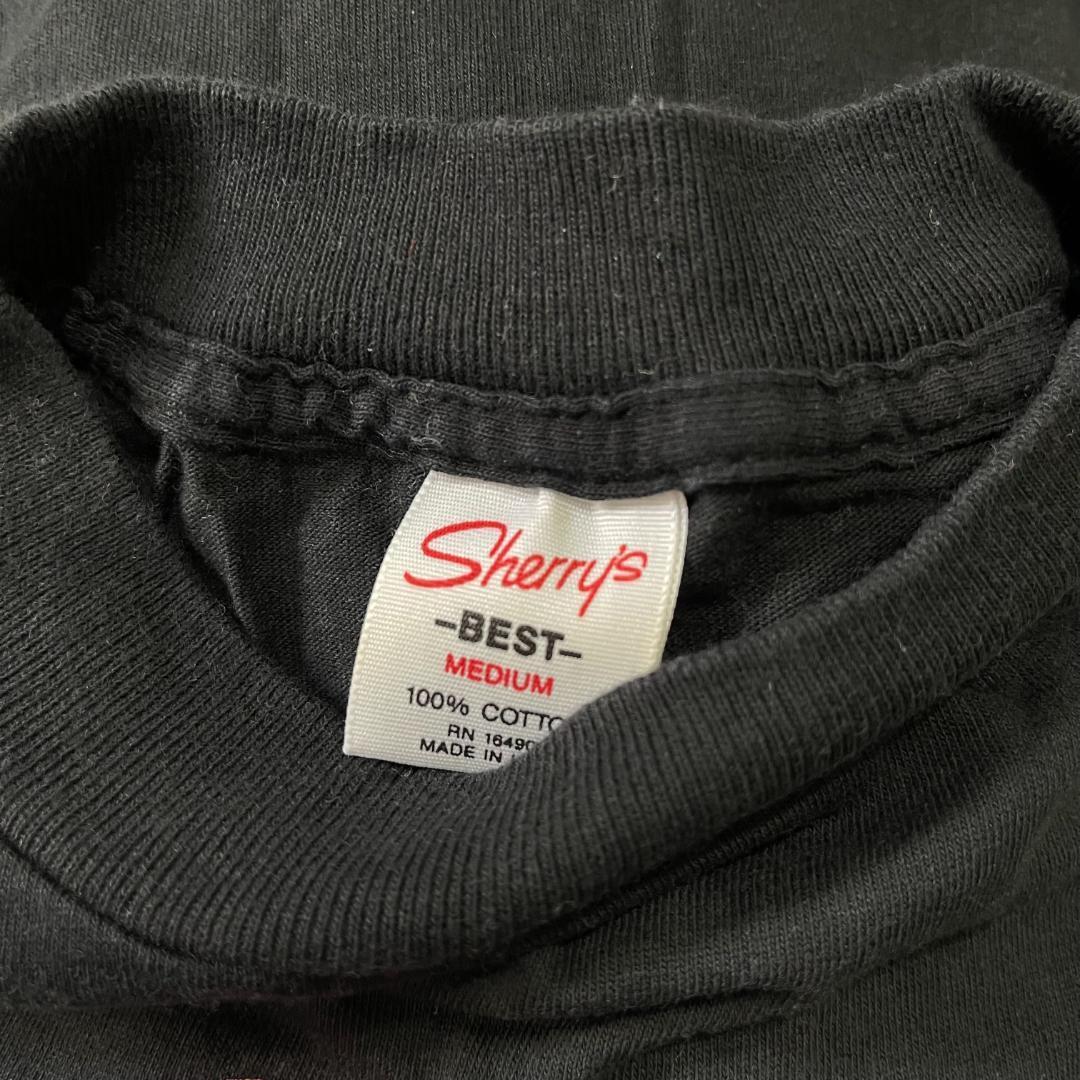 Sherry's
-BEST-
MEDIUM
100% COTTO
RN 16490
MADE IN